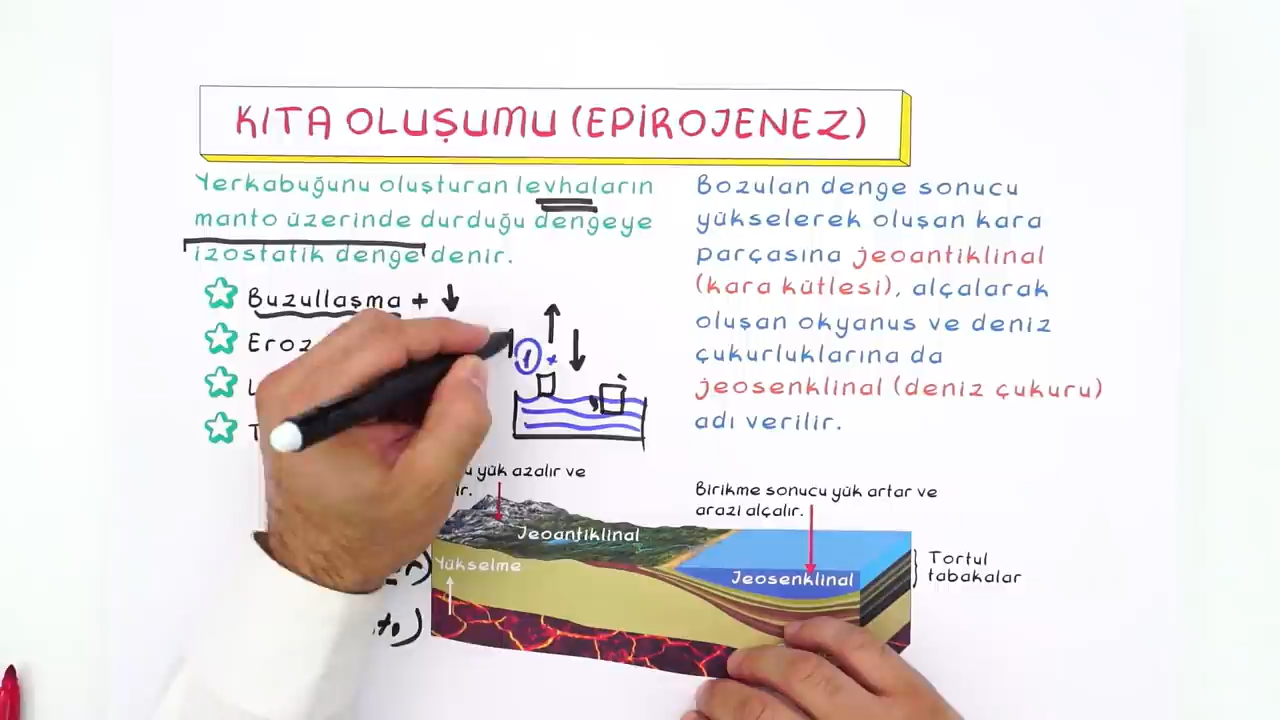 KITA OLUŞUMU (EPİROJENEZ)
Yerkabuğunu oluşturan levhaların
manto üzerinde durduğu dengeye
izostatik denge denir.
Buzullaşma + ↓
Eroz
T
1
Bozulan denge sonucu
yükselerek oluşan kara
parçasına jeoantiklinal
(kara kütlesi), alçalarak
oluşan okyanus ve deniz
çukurluklarına da
jeosenklinal (deniz çukuru)
adı verilir.
yük azalır ve
Birikme sonucu yük artar ve
arazi alçalır.
Jeoantiklinal
Yükselme
Jeosenklinal
Tortul
tabakalar